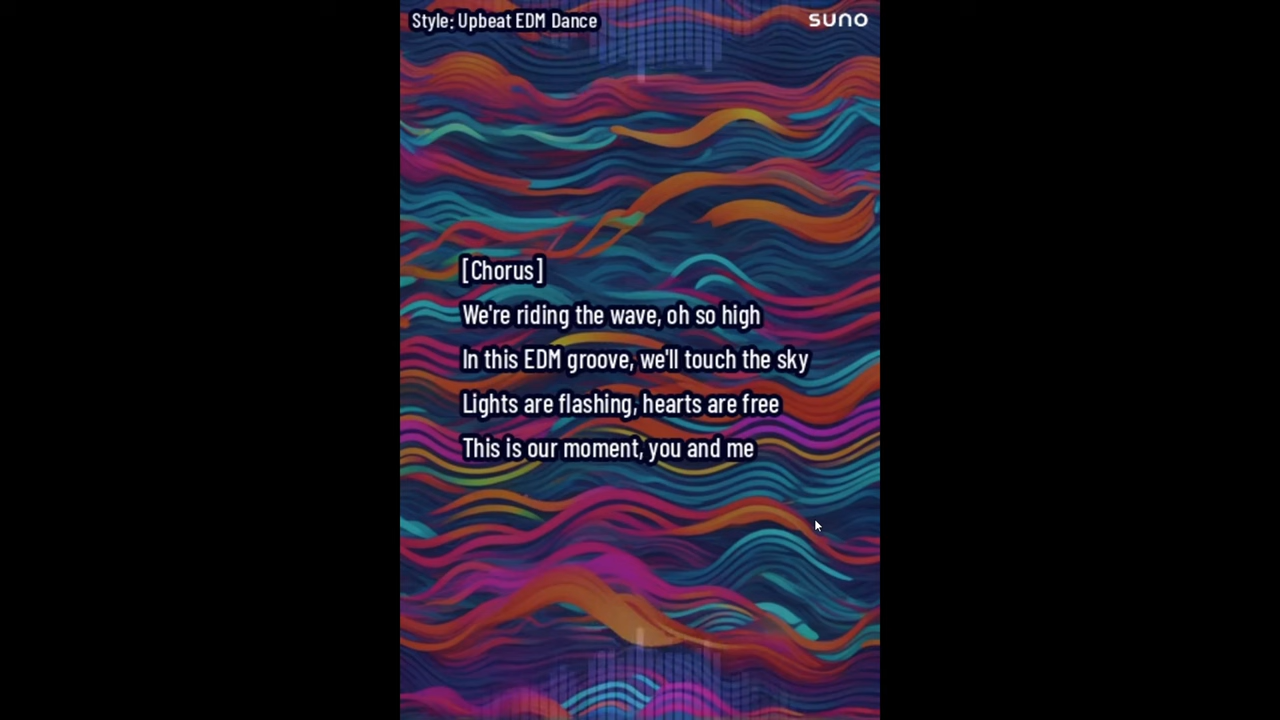 Style: Upbeat EDM Dance
SUNO
[Chorus]
We're riding the wave, oh so high
In this EDM groove, we'll touch the sky
Lights are flashing, hearts are free
This is our moment, you and me